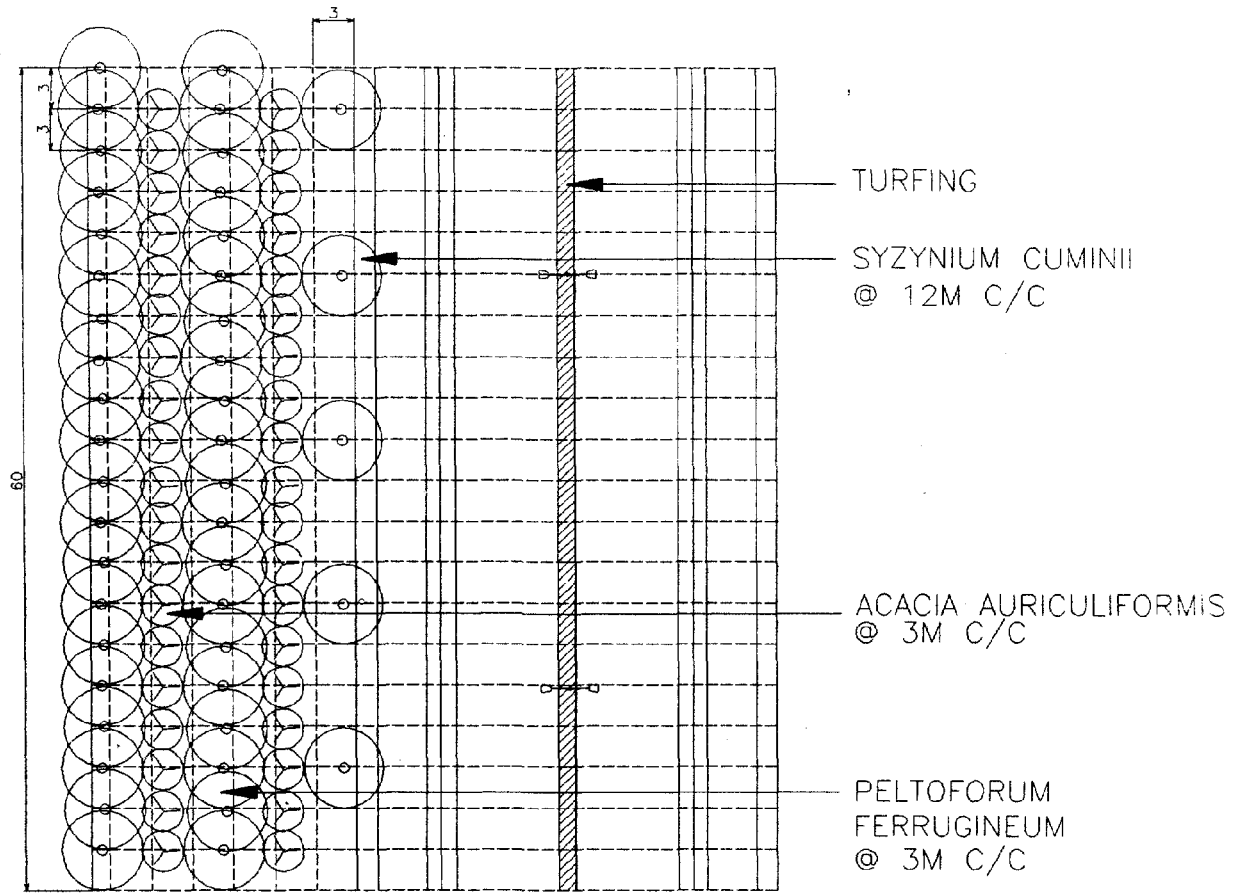 3
3
3
60
TURFING
SYZYNIUM CUMINII
@ 12M C/C
ACACIA AURICULIFORMIS
@ 3M C/C
PELTOFORUM
FERRUGINEUM
@ 3M C/C